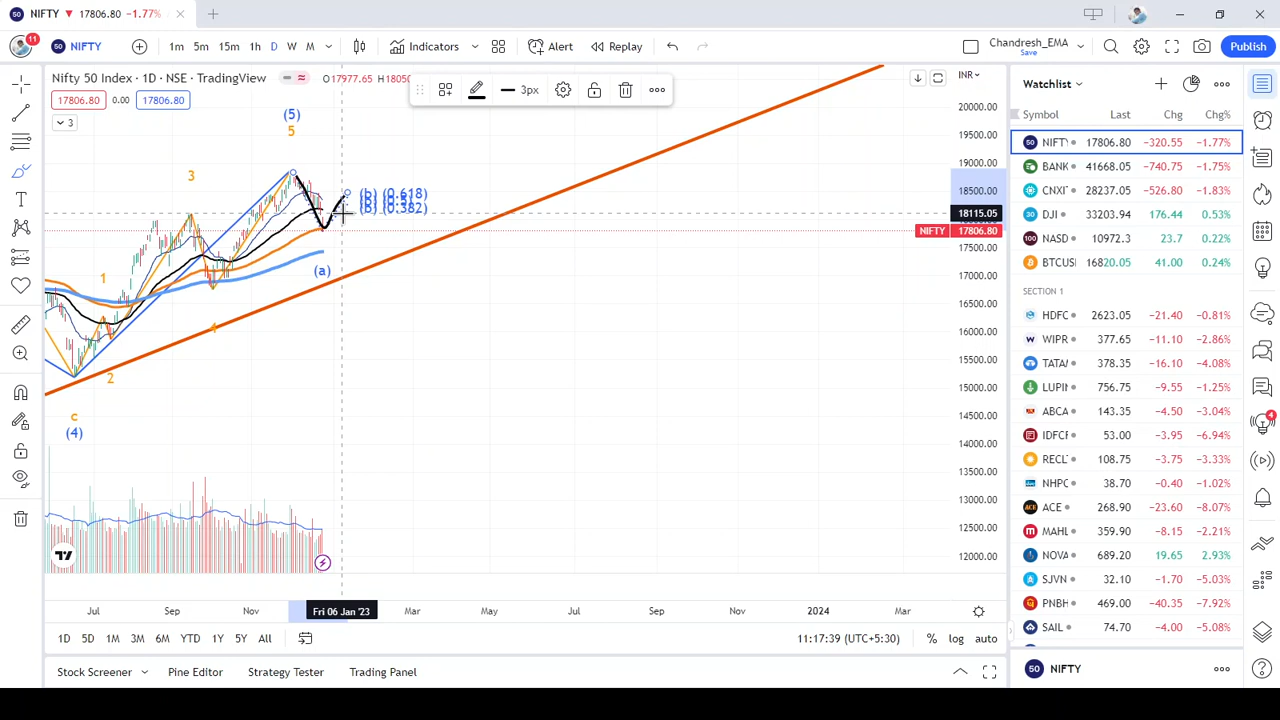 50 NIFTY ▼ 17806.80 −1.77%
11
50 NIFTY
1m 5m 15m 1h D W M
Indicators
Alert
Replay
Chandresh_EMA
Save
Publish
Nifty 50 Index · 1D · NSE · TradingView
O17977.65 H1805
17806.80 0.00 17806.80
3
3px
INR
(5)
5
3
1
(b) (0.618)
(b) (0.382)
(a)
4
2
c
(4)
20000.00
19500.00
19000.00
18500.00
18115.05
NIFTY 17806.80
17500.00
17000.00
16500.00
16000.00
15500.00
15000.00
14500.00
14000.00
13500.00
13000.00
12500.00
12000.00
Jul Sep Nov Fri 06 Jan '23 Mar May Jul Sep Nov 2024 Mar
1D 5D 1M 3M 6M YTD 1Y 5Y All
11:17:39 (UTC+5:30) % log auto
Stock Screener Pine Editor Strategy Tester Trading Panel
Watchlist
Symbol Last Chg Chg%
50 NIFTY 17806.80 −320.55 −1.77%
BANK 41668.05 −740.75 −1.75%
CNXI 28237.05 −526.80 −1.83%
DJI 33203.94 176.44 0.53%
100 NASD 10972.3 23.7 0.22%
BTCUS 16820.05 41.00 0.24%
SECTION 1
HDFC 2623.05 −21.40 −0.81%
WIPR 377.65 −11.10 −2.86%
TATA 378.35 −16.10 −4.08%
LUPI 756.75 −9.55 −1.25%
ABCA 143.35 −4.50 −3.04%
IDFC 53.00 −3.95 −6.94%
RECL 108.75 −3.75 −3.33%
NHPC 38.70 −0.40 −1.02%
ACE 268.90 −23.60 −8.07%
MAHL 359.90 −8.15 −2.21%
NOVA 689.20 19.65 2.93%
SJVN 32.10 −1.70 −5.03%
PNBH 469.00 −40.35 −7.92%
SAIL 74.70 −4.00 −5.08%
50 NIFTY
4